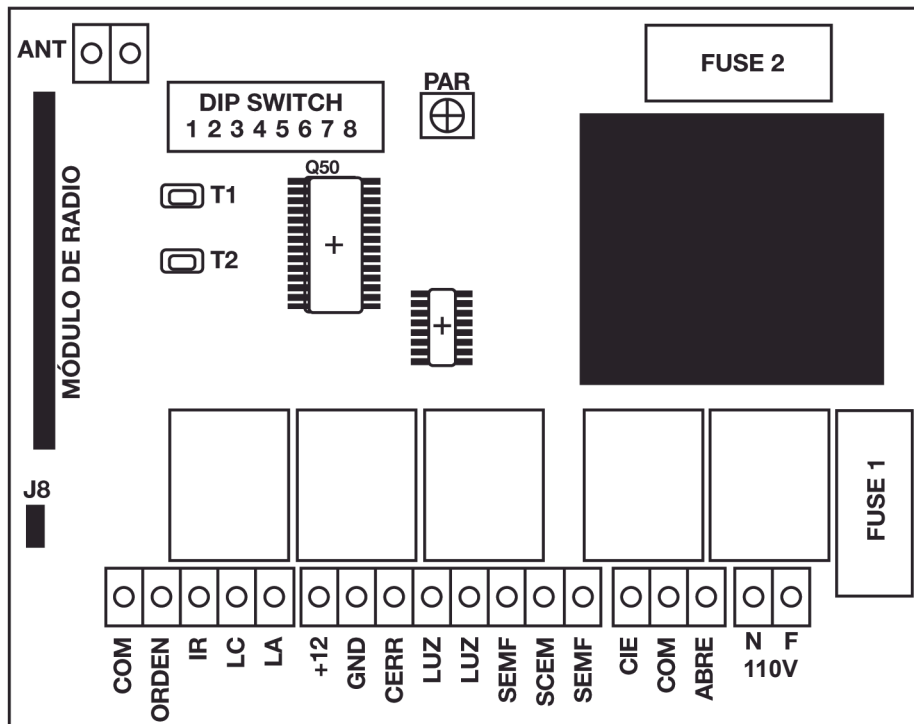 ANT
FUSE 2
PAR
DIP SWITCH
1 2 3 4 5 6 7 8
Q50
T1
T2
MÓDULO DE RADIO
J8
FUSE 1
COM
ORDEN
IR
LC
LA
+12
GND
CERR
LUZ
LUZ
SEMF
SCEM
SEMF
CIE
COM
ABRE
N F
110V